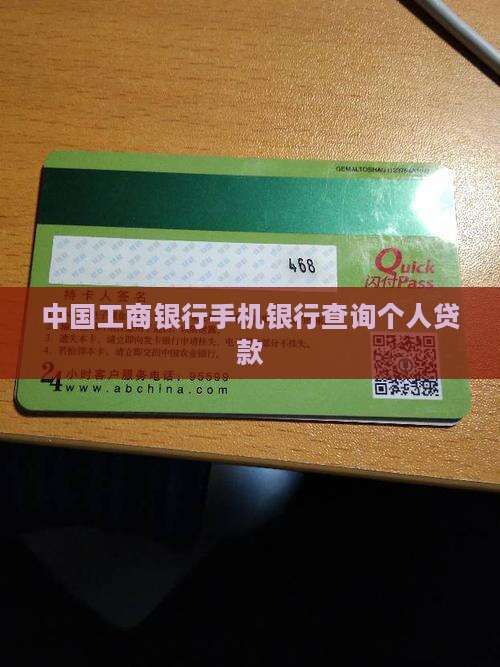 468
Quick
闪付Pass
持卡人签名
中国工商银行手机银行查询个人贷
款
遗失本卡，请立即向发卡银行申请挂失，
4. 若拾得本卡，请立即交回中国农业银行。
24小时客户服务电话：95599
www.abchina.com